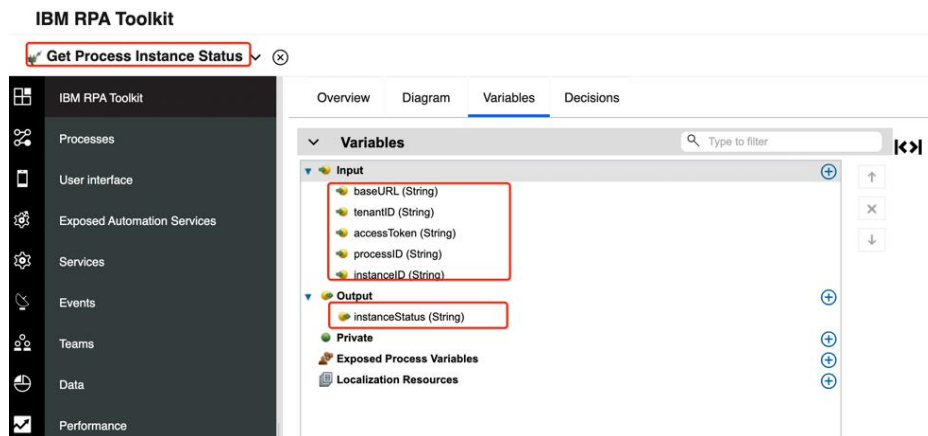 IBM RPA Toolkit
Get Process Instance Status
IBM RPA Toolkit
Processes
User interface
Exposed Automation Services
Services
Events
Teams
Data
Performance
Overview Diagram Variables Decisions
Variables
Type to filter
Input
baseURL (String)
tenantID (String)
accessToken (String)
processID (String)
instanceID (String)
Output
instanceStatus (String)
Private
Exposed Process Variables
Localization Resources